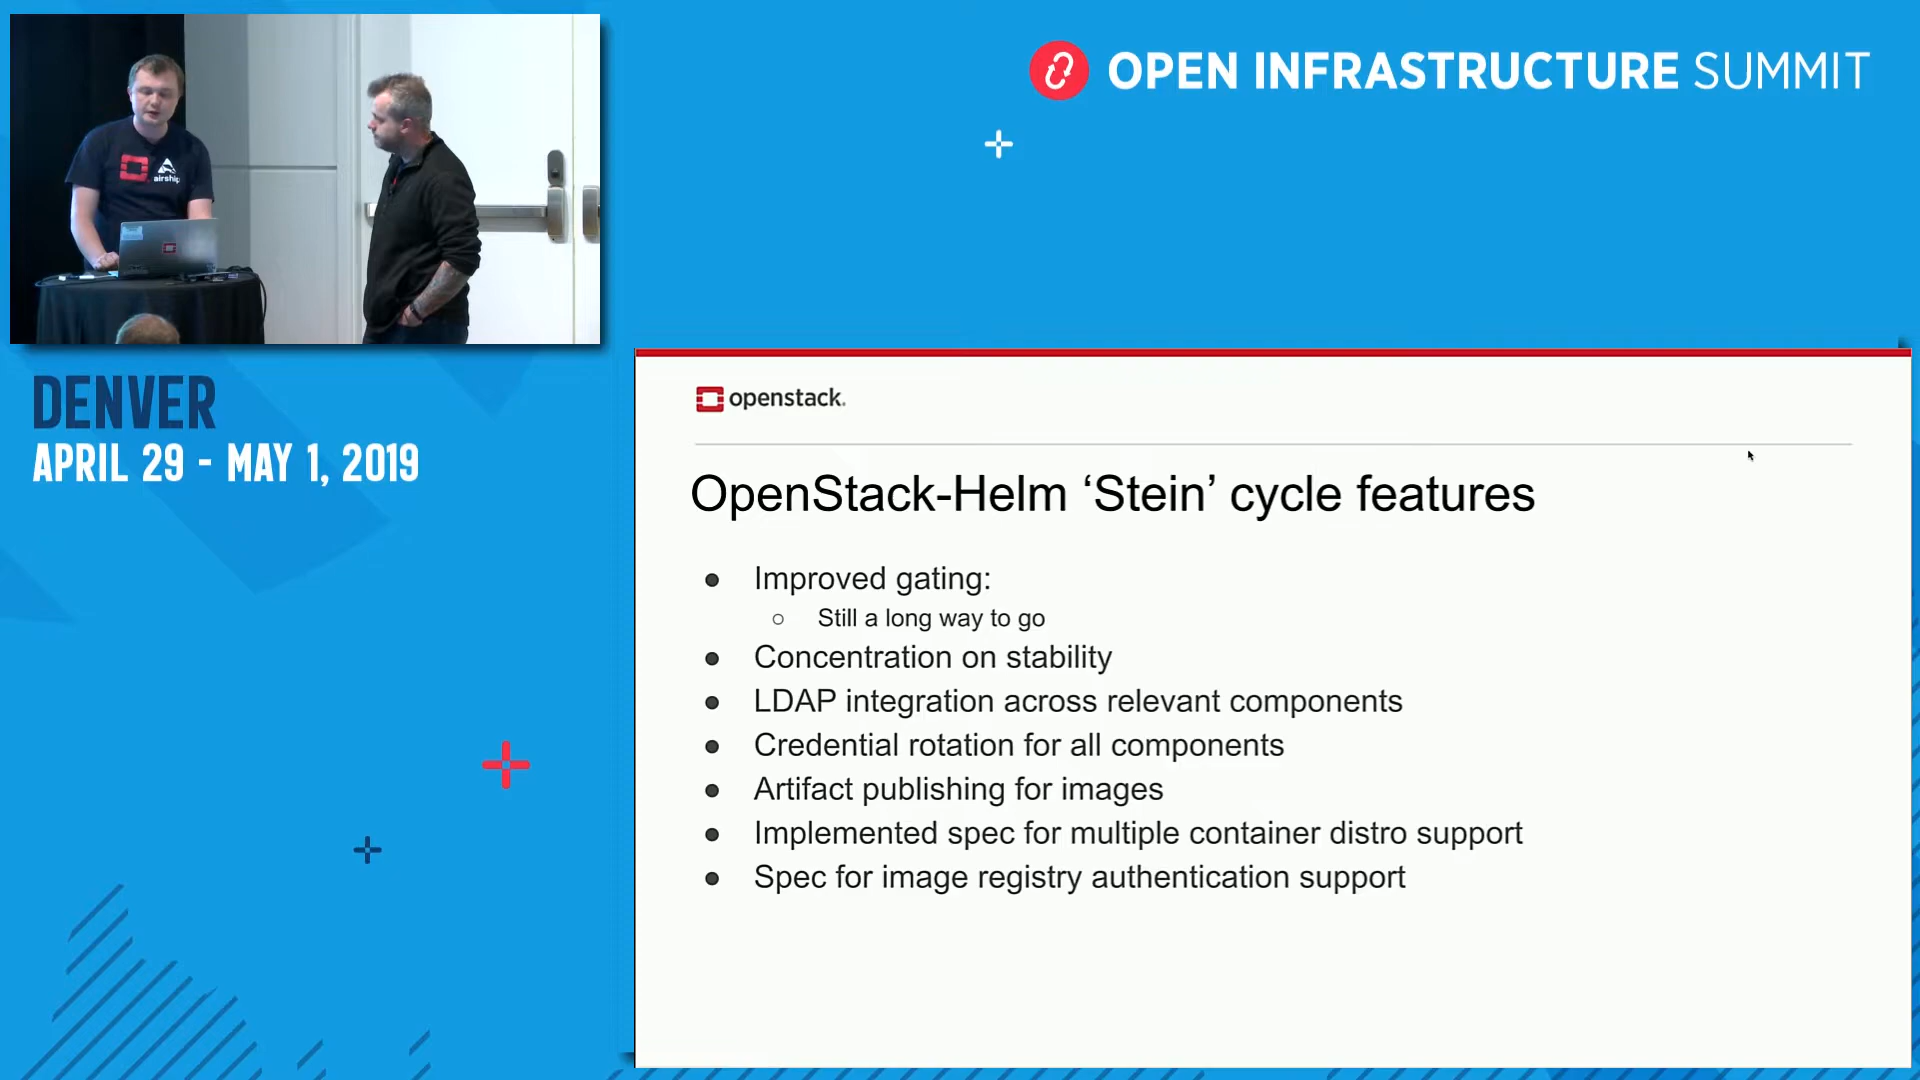 airship
OPEN INFRASTRUCTURE SUMMIT
DENVER
APRIL 29 - MAY 1, 2019
openstack.
OpenStack-Helm ‘Stein’ cycle features
● Improved gating:
○ Still a long way to go
● Concentration on stability
● LDAP integration across relevant components
● Credential rotation for all components
● Artifact publishing for images
● Implemented spec for multiple container distro support
● Spec for image registry authentication support